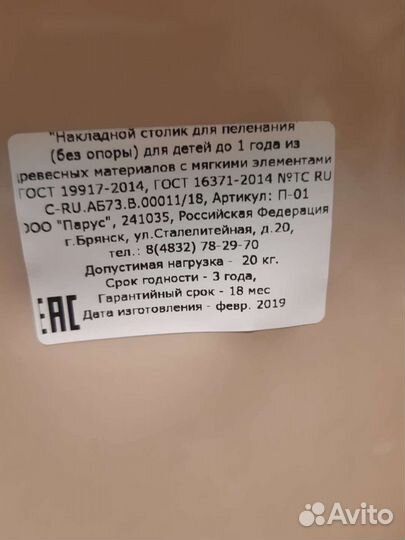 "Накладной столик для пеленания"
(без опоры) для детей до 1 года из
древесных материалов с мягкими элементами
ГОСТ 19917-2014, ГОСТ 16371-2014 №ТС RU
C-RU.АБ73.В.00011/18, Артикул: П-01
ООО "Парус", 241035, Российская Федерация
г.Брянск, ул.Сталелитейная, д.20,
тел.: 8(4832) 78-29-70
Допустимая нагрузка - 20 кг.
Срок годности - 3 года,
Гарантийный срок - 18 мес
Дата изготовления - февр. 2019
EAC
Avito